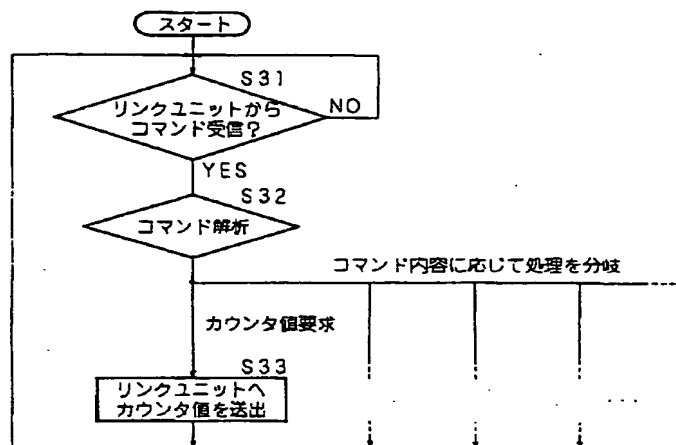 スタート
S31
リンクユニットから
コマンド受信?
NO
YES
S32
コマンド解析
コマンド内容に応じて処理を分岐
カウンタ値要求
S33
リンクユニットへ
カウンタ値を送出